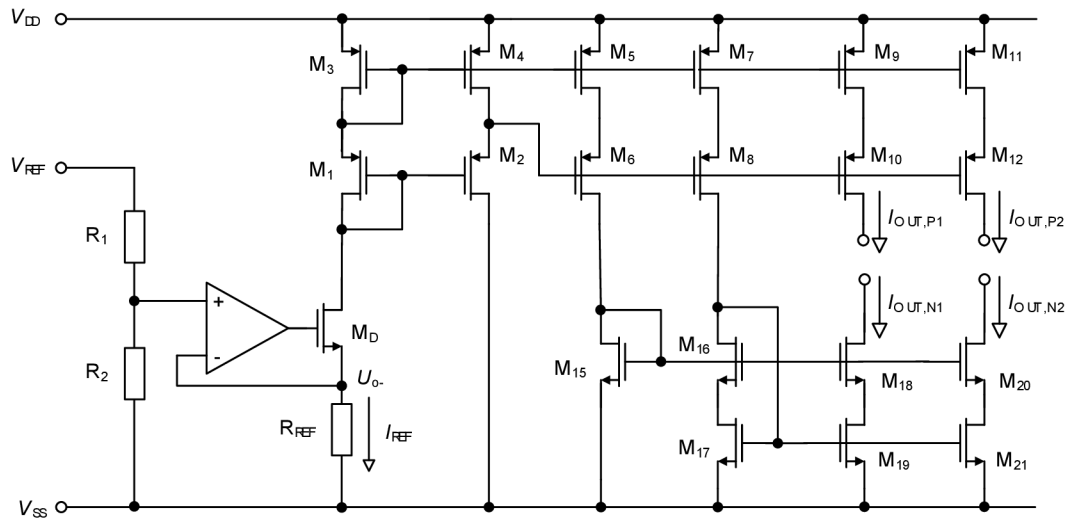 VDD
M3
M4
M5
M7
M9
M11
VREF
M1
M2
M6
M8
M10
M12
R1
IOUT,P1
IOUT,P2
+
-
MD
IOUT,N1
IOUT,N2
R2
M15
M16
M18
M20
Uo-
RREF
IREF
M17
M19
M21
VSS